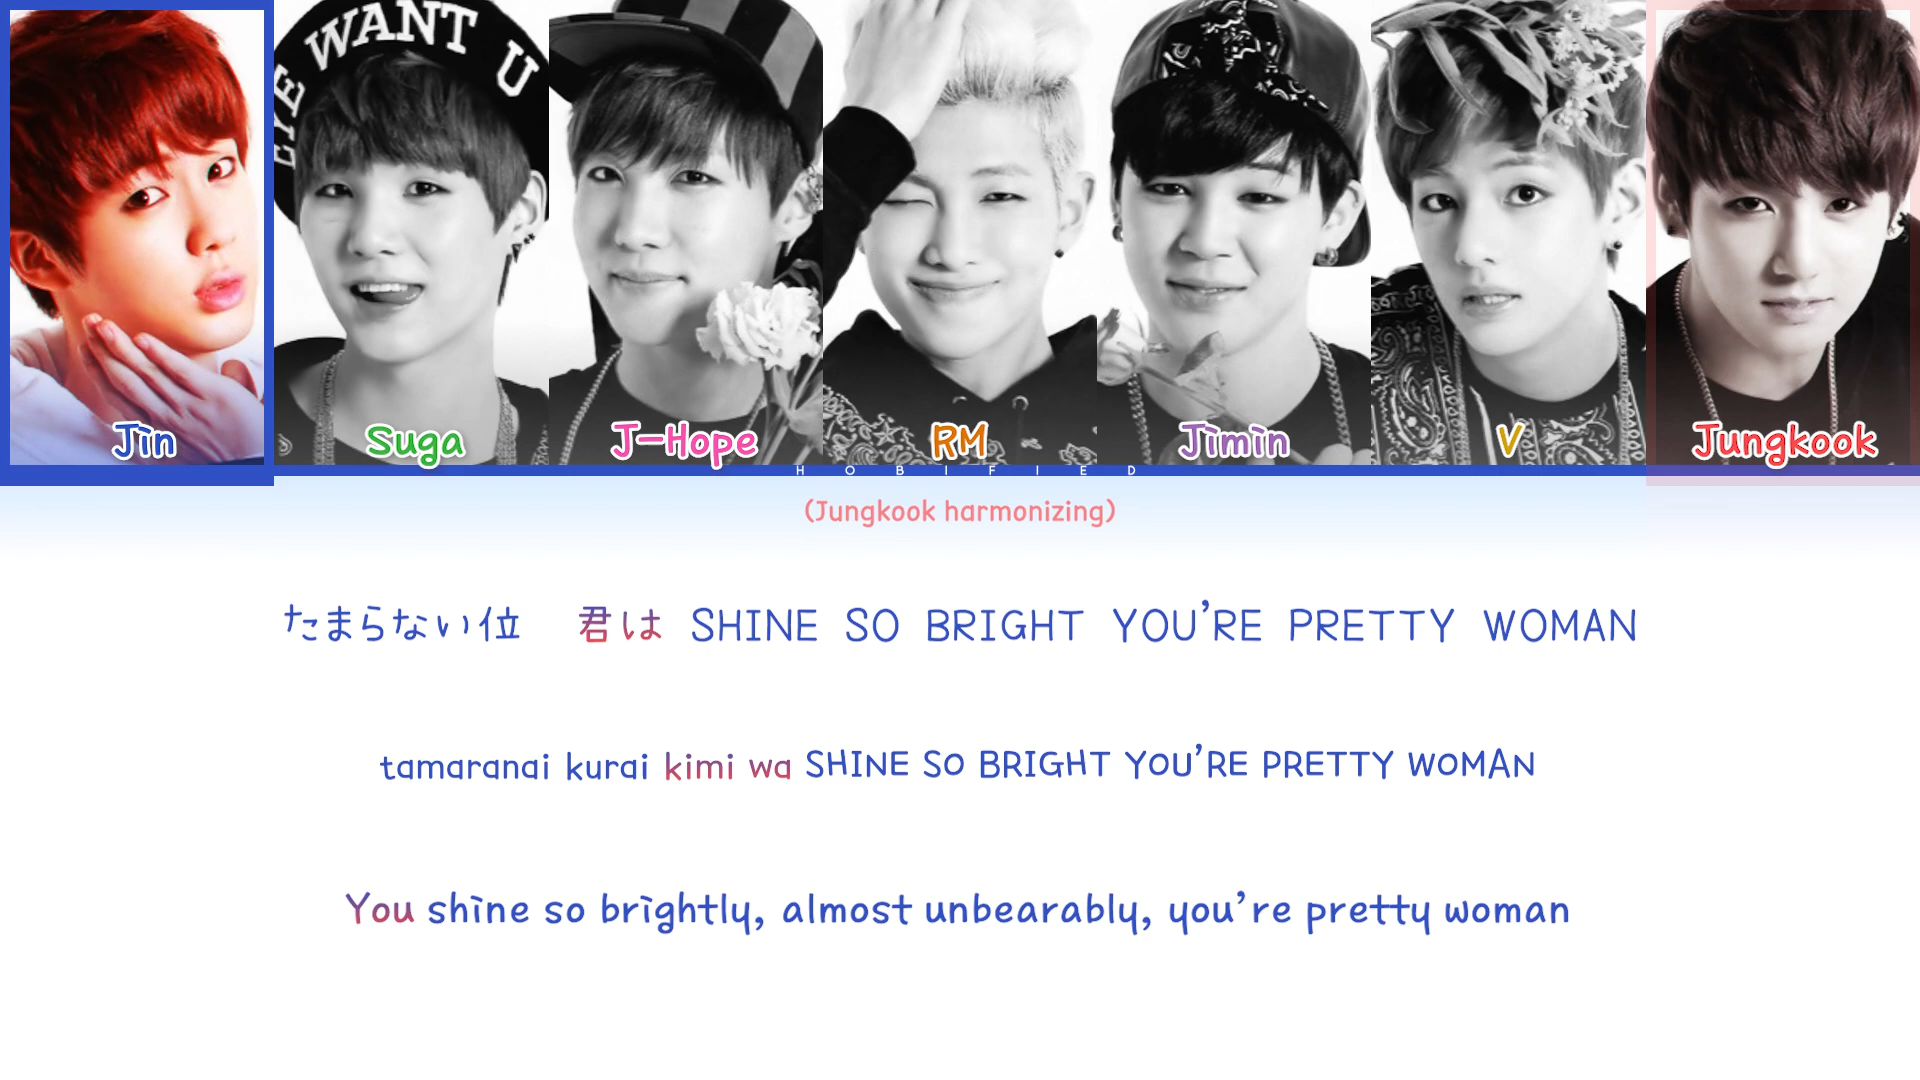 EYE WANT U
Jin
Suga
J-Hope
RM
Jimin
V
Jungkook
HOBIFIED
(Jungkook harmonizing)
たまらない位 君は SHINE SO BRIGHT YOU'RE PRETTY WOMAN
tamaranai kurai kimi wa SHINE SO BRIGHT YOU'RE PRETTY WOMAN
You shine so brightly, almost unbearably, you're pretty woman